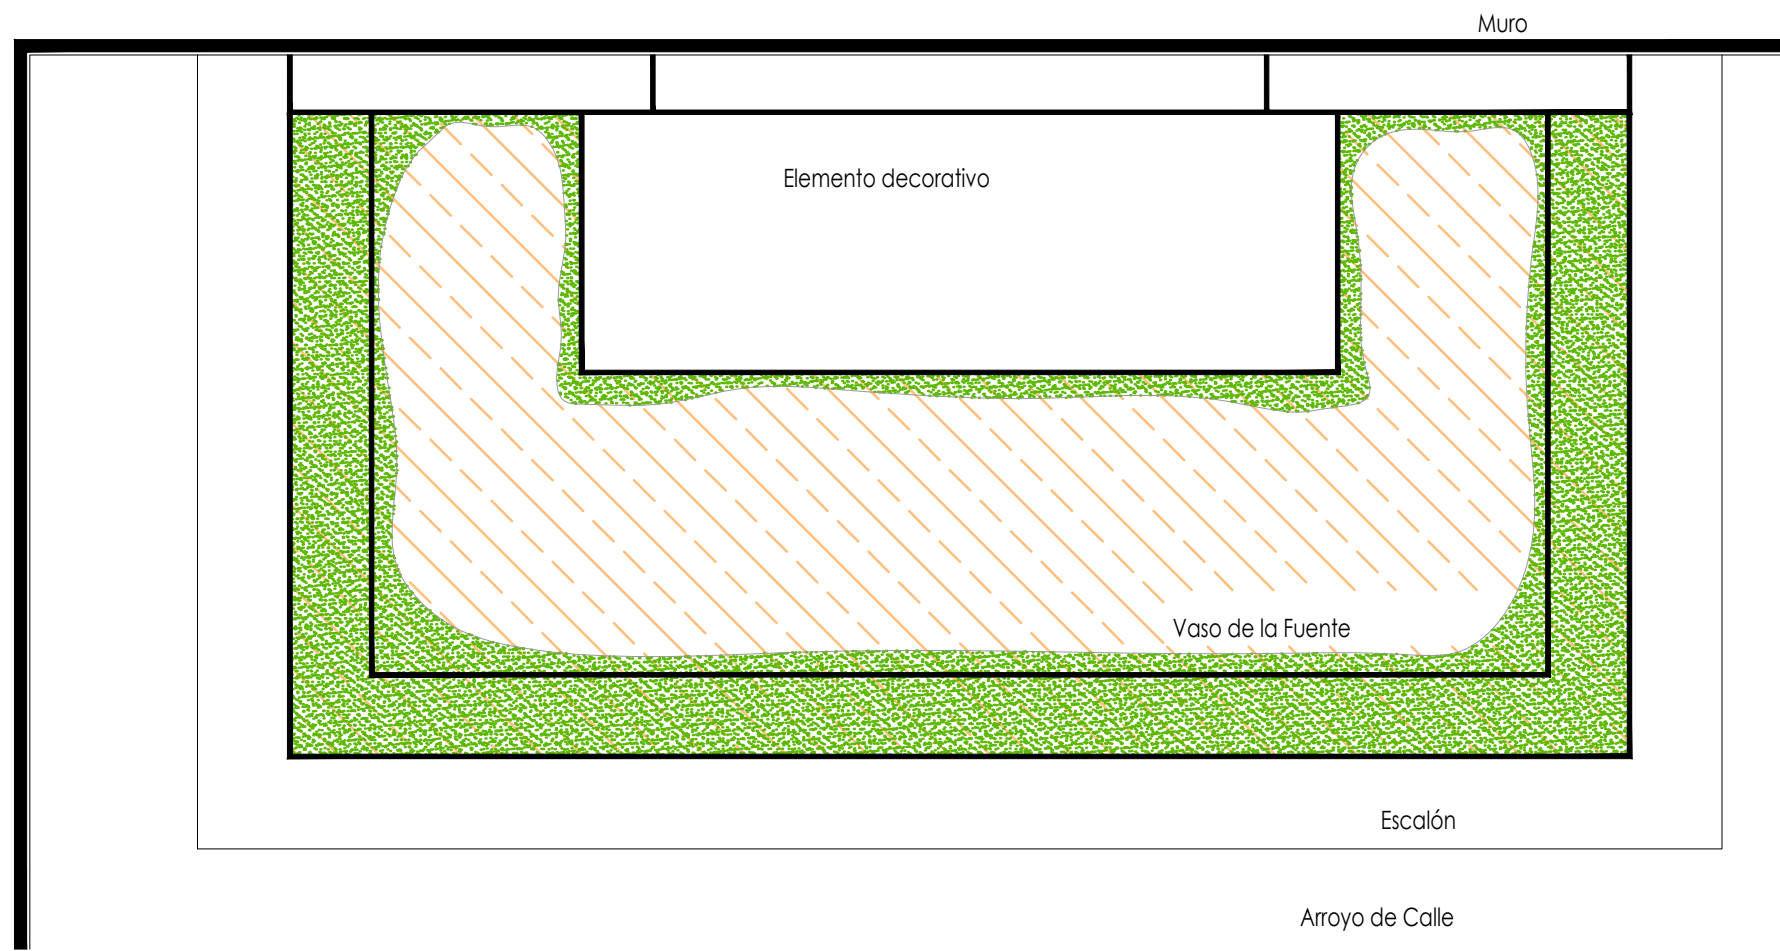 Muro
Elemento decorativo
Vaso de la Fuente
Escalón
Arroyo de Calle